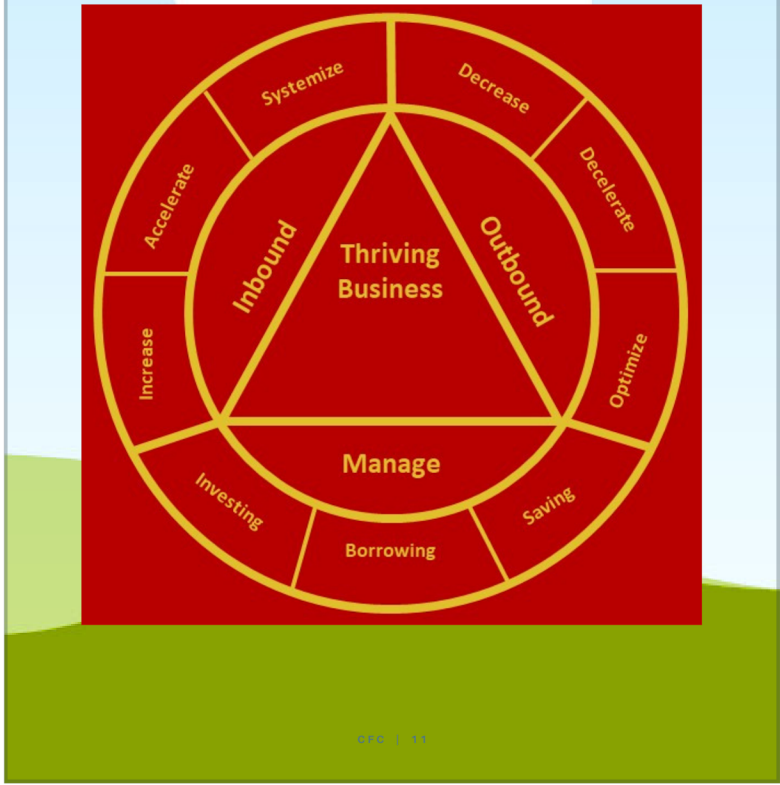 Systemize
Decrease
Accelerate
Decelerate
Inbound
Outbound
Thriving
Business
Increase
Optimize
Manage
Investing
Saving
Borrowing
CFC | 11